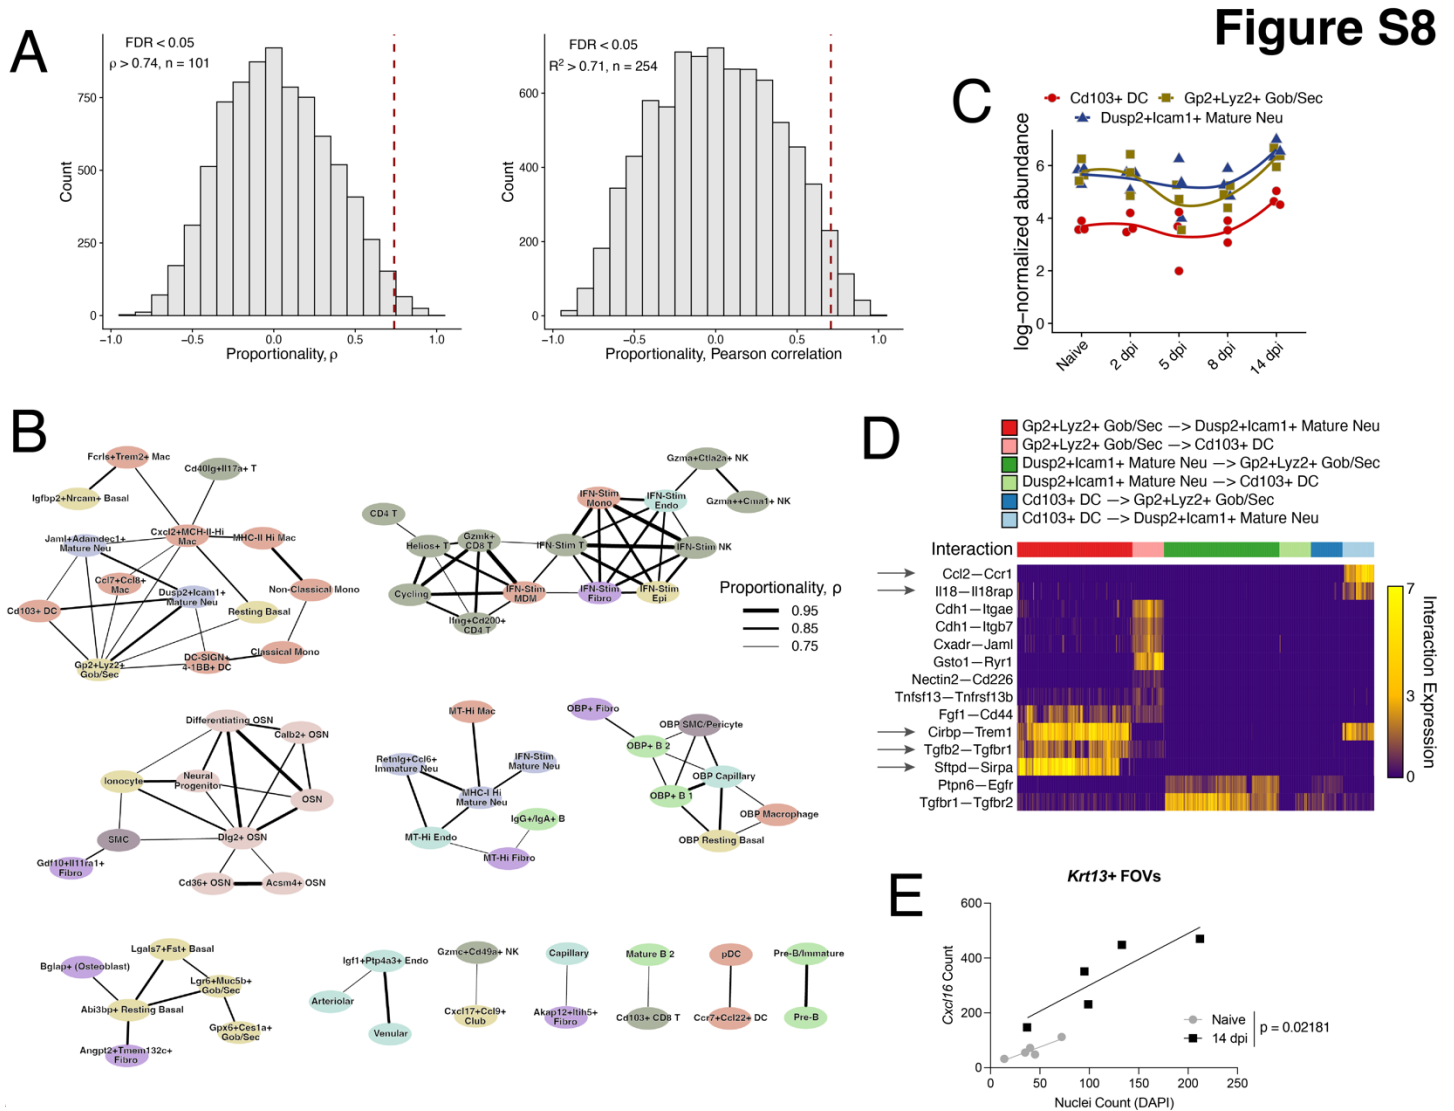 Figure S8
A
FDR < 0.05
ρ > 0.74, n = 101
Count
750
500
250
0
−1.0
−0.5
0.0
0.5
1.0
Proportionality, ρ
FDR < 0.05
R² > 0.71, n = 254
Count
600
400
200
0
−1.0
−0.5
0.0
0.5
1.0
Proportionality, Pearson correlation
C
Cd103+ DC
Gp2+Lyz2+ Gob/Sec
Dusp2+Icam1+ Mature Neu
log−normalized abundance
6
4
2
0
Naive
2 dpi
5 dpi
8 dpi
14 dpi
B
Fcrls+Trem2+ Mac
Cd40lg+Il17a+ T
Igfbp2+Nrcam+ Basal
Jaml+Adamdec1+
Mature Neu
Cxcl2+MCH-II-Hi
Mac
MHC-II Hi Mac
Ccl7+Ccl8+
Mac
Dusp2+Icam1+
Mature Neu
Non-Classical Mono
Cd103+ DC
Resting Basal
Gp2+Lyz2+
Gob/Sec
DC-SIGN+
4-1BB+ DC
Classical Mono
Gzma+Ctla2a+ NK
Gzma++Cma1+ NK
IFN-Stim
Mono
IFN-Stim
Endo
CD4 T
Helios+ T
Gzmk+
CD8 T
IFN-Stim T
IFN-Stim NK
Cycling
IFN-Stim
MDM
IFN-Stim
Fibro
IFN-Stim
Epi
Ifng+Cd200+
CD4 T
Proportionality, ρ
0.95
0.85
0.75
Differentiating OSN
Calb2+ OSN
Ionocyte
Neural
Progenitor
OSN
SMC
Dlg2+ OSN
Gdf10+Il11ra1+
Fibro
Cd36+ OSN
Acsm4+ OSN
MT-Hi Mac
Retnlg+Ccl6+
Immature Neu
IFN-Stim
Mature Neu
MHC-I Hi
Mature Neu
IgG+/IgA+ B
MT-Hi Endo
MT-Hi Fibro
OBP+ Fibro
OBP SMC/Pericyte
OBP+ B 2
OBP Capillary
OBP+ B 1
OBP Macrophage
OBP Resting Basal
Lgals7+Fst+ Basal
Bglap+ (Osteoblast)
Lgr6+Muc5b+
Gob/Sec
Abi3bp+ Resting Basal
Gpx6+Ces1a+
Gob/Sec
Angpt2+Tmem132c+
Fibro
Igf1+Ptp4a3+ Endo
Arteriolar
Venular
Gzmc+Cd49a+ NK
Cxcl17+Ccl9+
Club
Capillary
Akap12+Itih5+
Fibro
Mature B 2
Cd103+ CD8 T
pDC
Ccr7+Ccl22+ DC
Pre-B/Immature
Pre-B
D
Gp2+Lyz2+ Gob/Sec —> Dusp2+Icam1+ Mature Neu
Gp2+Lyz2+ Gob/Sec —> Cd103+ DC
Dusp2+Icam1+ Mature Neu —> Gp2+Lyz2+ Gob/Sec
Dusp2+Icam1+ Mature Neu —> Cd103+ DC
Cd103+ DC —> Gp2+Lyz2+ Gob/Sec
Cd103+ DC —> Dusp2+Icam1+ Mature Neu
Interaction
Ccl2—Ccr1
Il18—Il18rap
Cdh1—Itgae
Cdh1—Itgb7
Cxadr—Jaml
Gsto1—Ryr1
Nectin2—Cd226
Tnfsf13—Tnfrsf13b
Fgf1—Cd44
Cirbp—Trem1
Tgfb2—Tgfbr1
Sftpd—Sirpa
Ptpn6—Egfr
Tgfbr1—Tgfbr2
7
3
0
Interaction Expression
E
Krt13+ FOVs
Cxcl16 Count
600
400
200
0
0
50
100
150
200
250
Nuclei Count (DAPI)
Naive
14 dpi
p = 0.02181